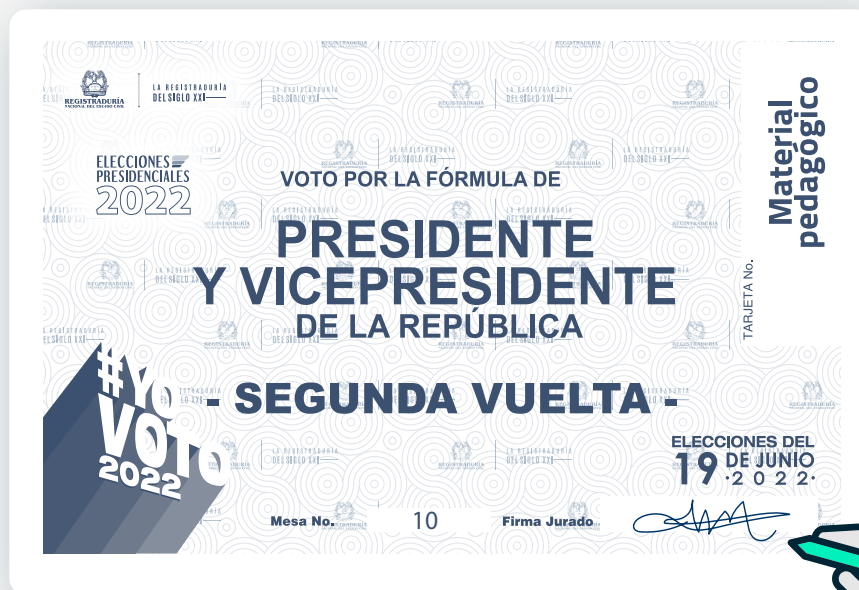 REGISTRADURÍA
NACIONAL DEL ESTADO CIVIL
LA REGISTRADURÍA
DEL SIGLO XXI
ELECCIONES
PRESIDENCIALES
2022
VOTO POR LA FÓRMULA DE
PRESIDENTE
Y VICEPRESIDENTE
DE LA REPÚBLICA
- SEGUNDA VUELTA -
#YO
VOTO
2022
ELECCIONES DEL
19 DE JUNIO
·2022·
Mesa No. 10 Firma Jurado
TARJETA No.
Material
pedagógico